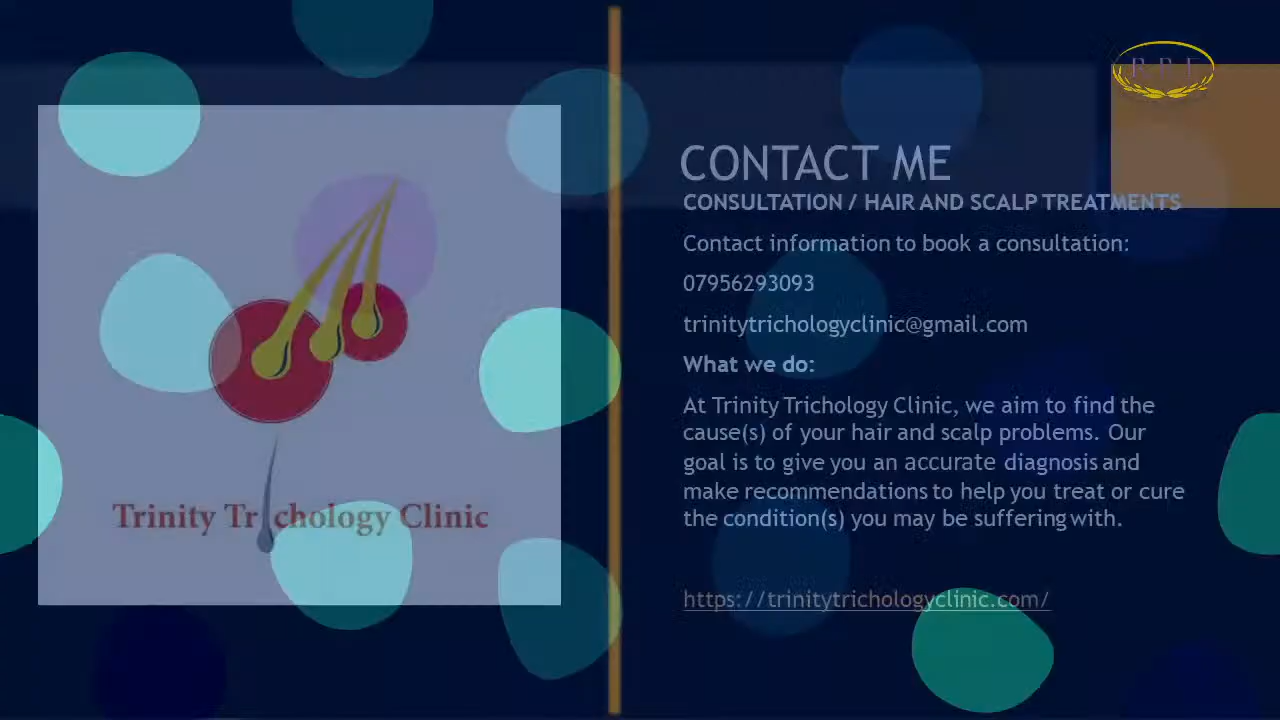 CONTACT ME
CONSULTATION / HAIR AND SCALP TREATMENTS
Contact information to book a consultation:
07956293093
trinitytrichologyclinic@gmail.com
What we do:
At Trinity Trichology Clinic, we aim to find the
cause(s) of your hair and scalp problems. Our
goal is to give you an accurate diagnosis and
make recommendations to help you treat or cure
the condition(s) you may be suffering with.
https://trinitytrichologyclinic.com/
Trinity Trichology Clinic